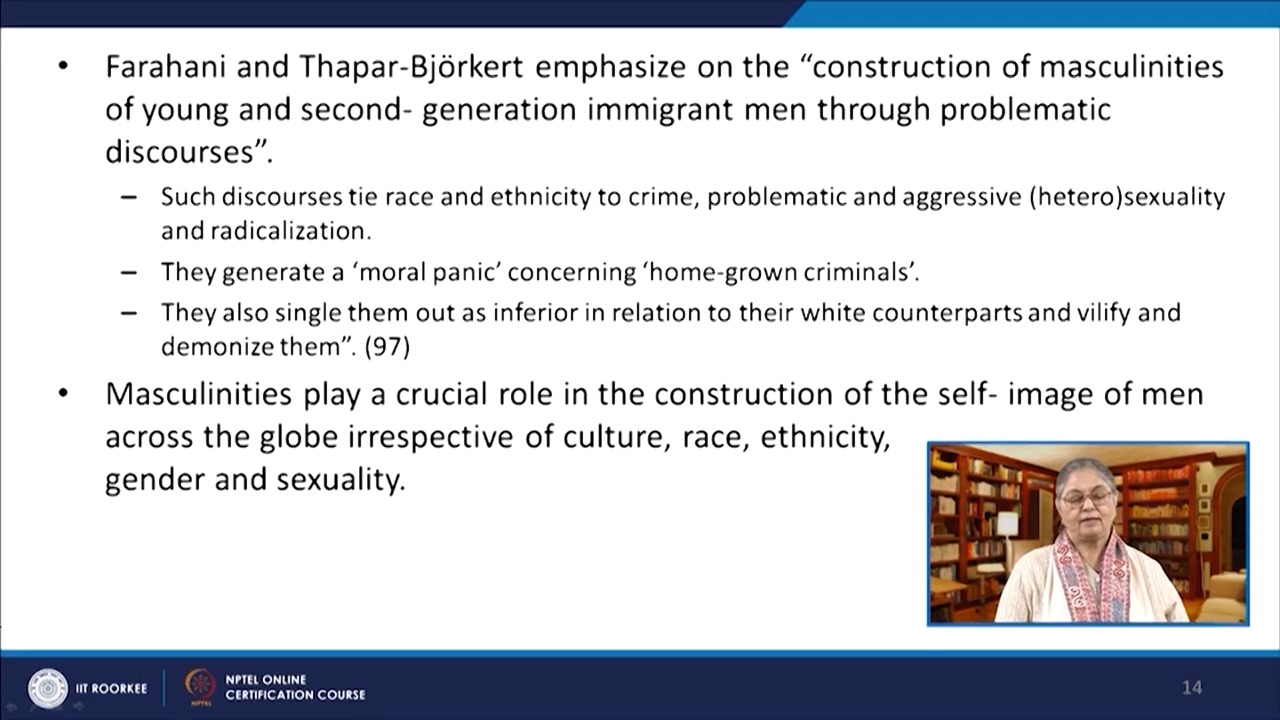 • Farahani and Thapar-Björkert emphasize on the “construction of masculinities
of young and second- generation immigrant men through problematic
discourses”.
– Such discourses tie race and ethnicity to crime, problematic and aggressive (hetero)sexuality
and radicalization.
– They generate a ‘moral panic’ concerning ‘home-grown criminals’.
– They also single them out as inferior in relation to their white counterparts and vilify and
demonize them”. (97)
• Masculinities play a crucial role in the construction of the self- image of men
across the globe irrespective of culture, race, ethnicity,
gender and sexuality.
IIT ROORKEE
NPTEL
NPTEL ONLINE
CERTIFICATION COURSE
14